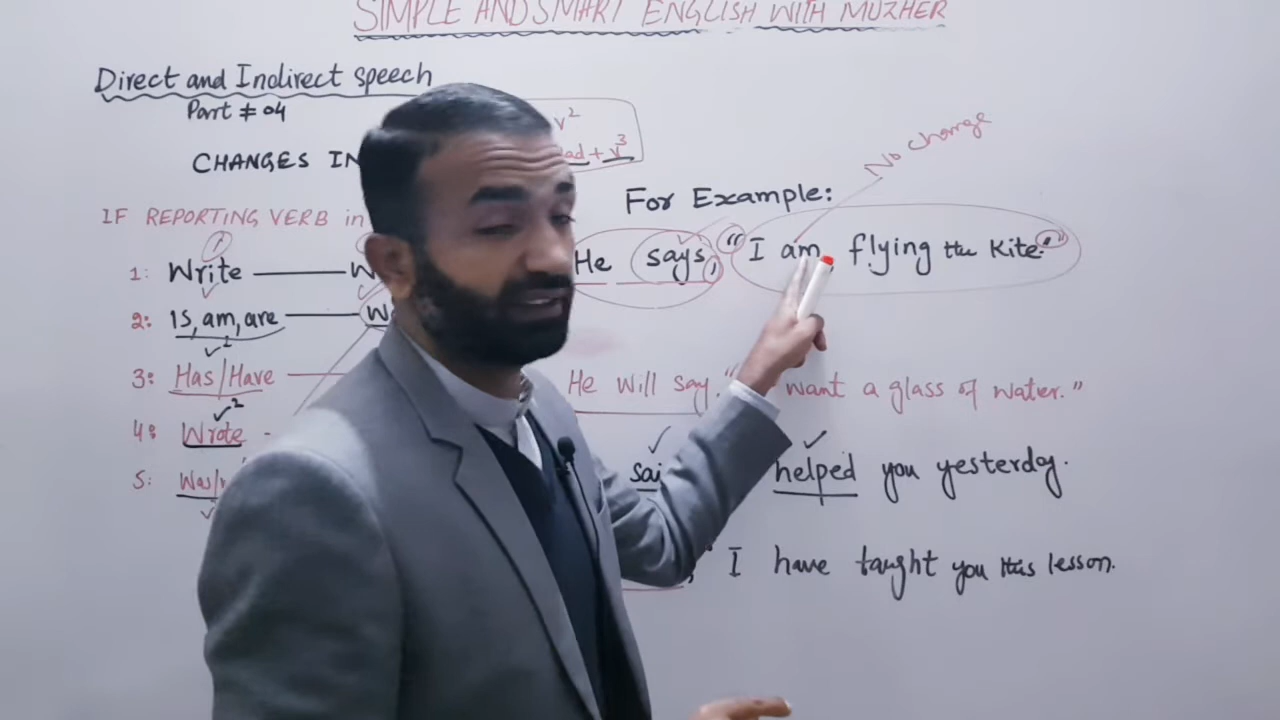 SIMPLE AND SMART ENGLISH WITH MUZHER
Direct and Indirect speech
Part # 04
V²
+ V³
CHANGES IN
No change
For Example:
IF REPORTING VERB in
1: Write
He says, "I am flying the kite."
2: Is, am, are
3: Has/Have
He will say, " want a glass of water."
4: Wrote
helped you yesterday.
5:
I have taught you this lesson.